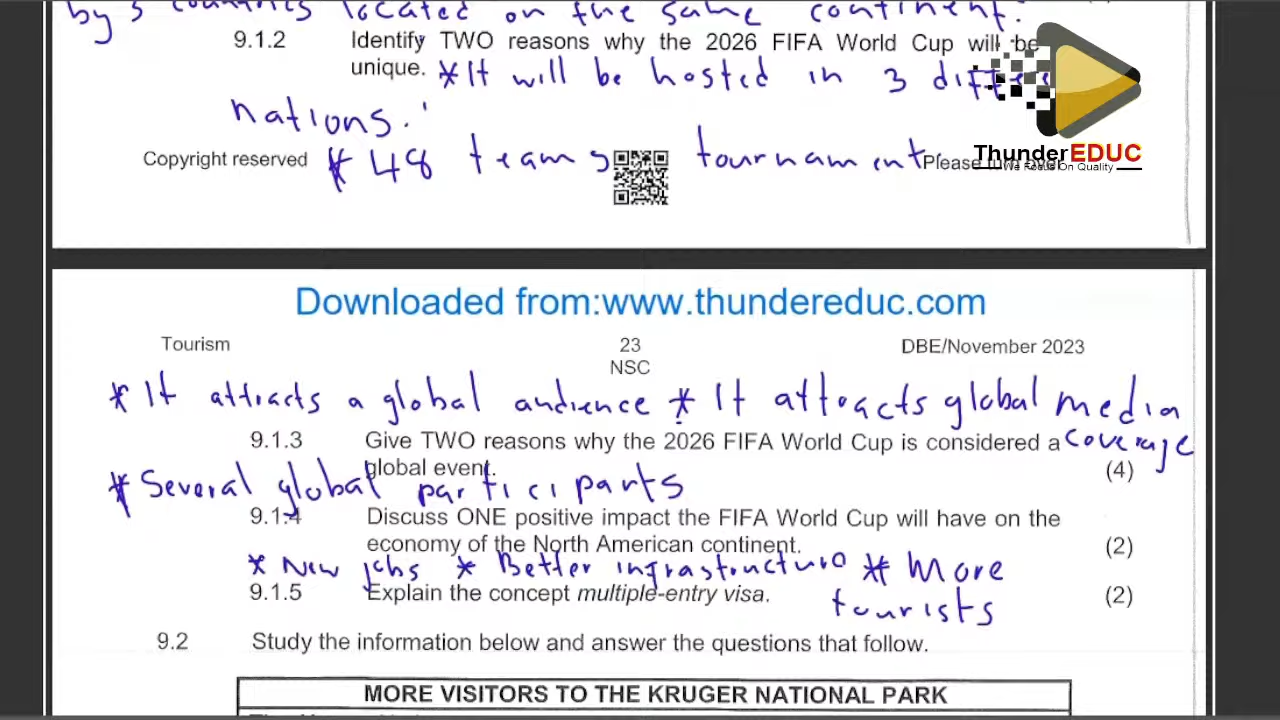 by 3 countries located on the same continent.
9.1.2 Identify TWO reasons why the 2026 FIFA World Cup will be
unique. *It will be hosted in 3
nations.
Copyright reserved * 48 teams tournament Please
ThunderEDUC
We Focus On Quality
Downloaded from:www.thundereduc.com
Tourism 23 DBE/November 2023
NSC
* It attracts a global audience * It attracts global media
9.1.3 Give TWO reasons why the 2026 FIFA World Cup is considered a coverage
global event. (4)
* Several global participarts
9.1.4 Discuss ONE positive impact the FIFA World Cup will have on the
economy of the North American continent. (2)
* New jobs * Better infrastructure * More
9.1.5 Explain the concept multiple-entry visa. tourists (2)
9.2 Study the information below and answer the questions that follow.
MORE VISITORS TO THE KRUGER NATIONAL PARK